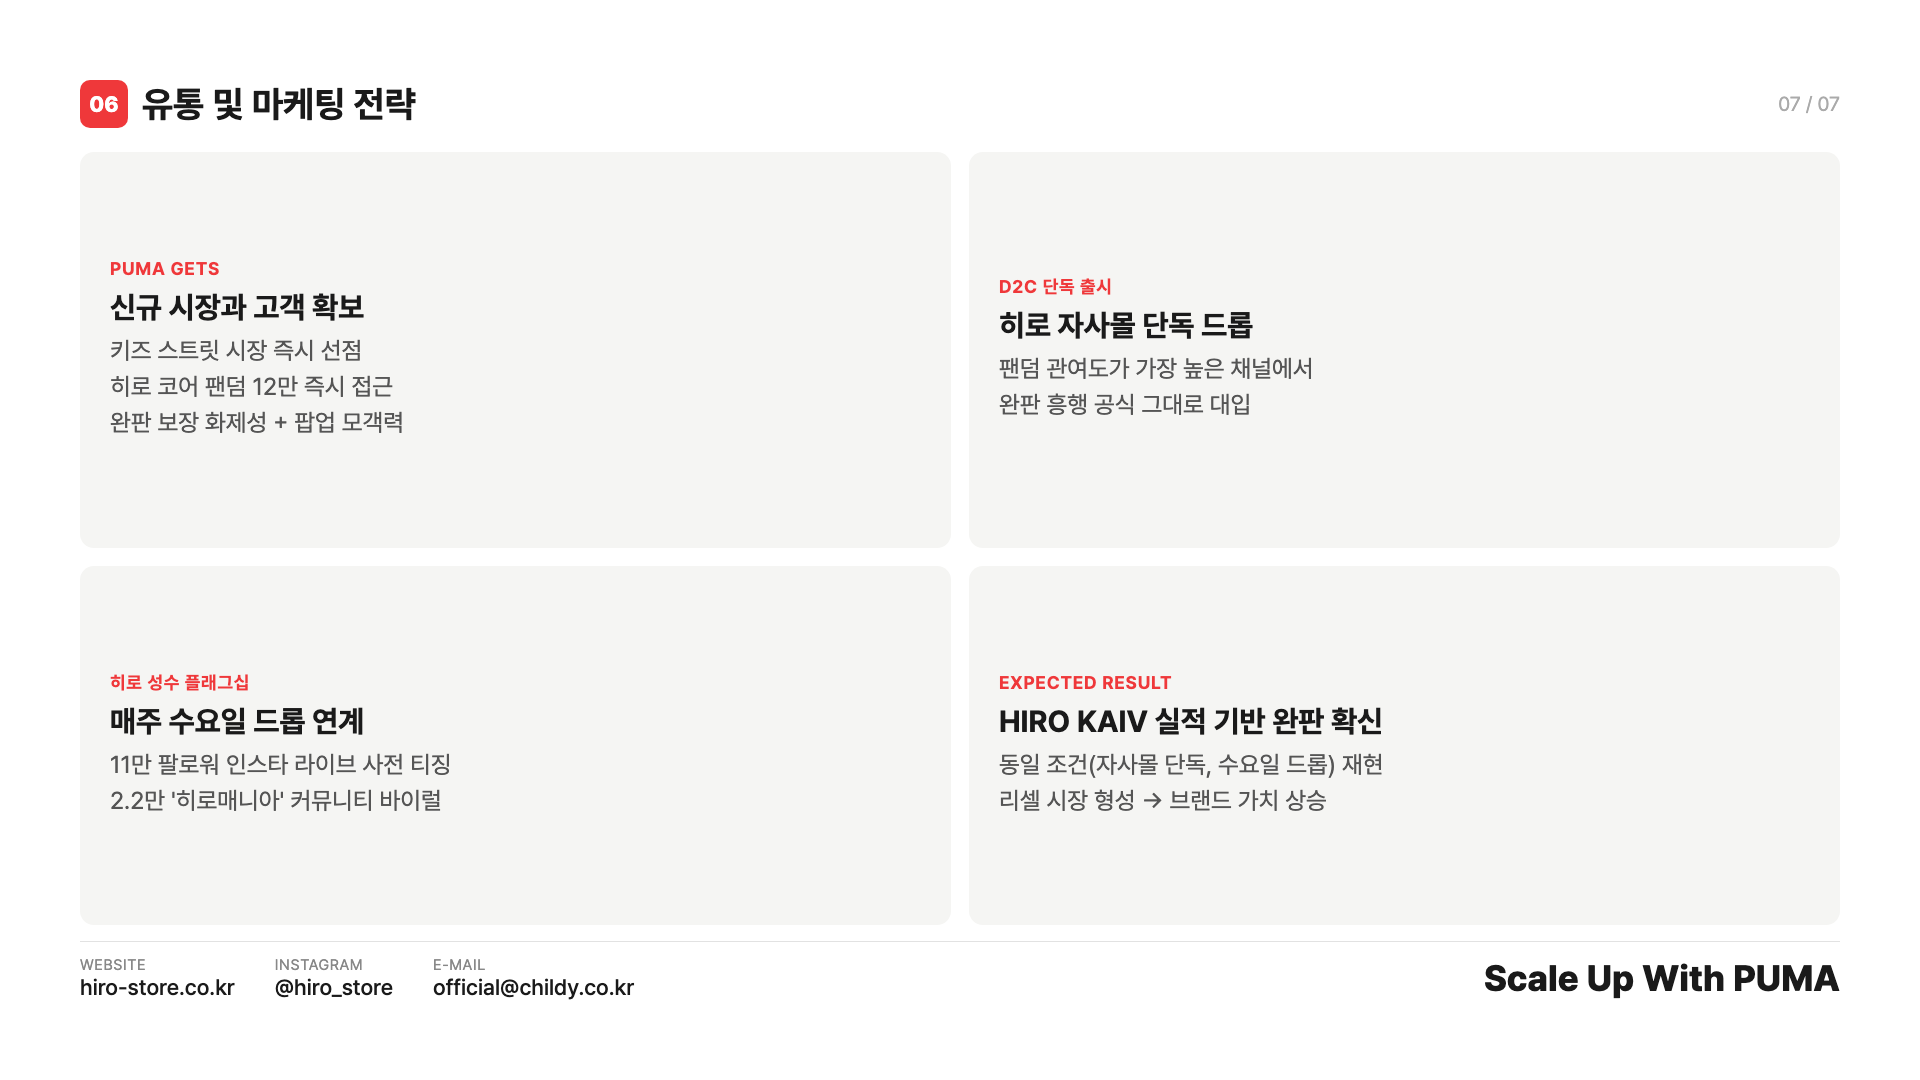 06 유통 및 마케팅 전략
07 / 07
PUMA GETS
신규 시장과 고객 확보
키즈 스트릿 시장 즉시 선점
히로 코어 팬덤 12만 즉시 접근
완판 보장 화제성 + 팝업 모객력
D2C 단독 출시
히로 자사몰 단독 드롭
팬덤 관여도가 가장 높은 채널에서
완판 흥행 공식 그대로 대입
히로 성수 플래그십
매주 수요일 드롭 연계
11만 팔로워 인스타 라이브 사전 티징
2.2만 '히로매니아' 커뮤니티 바이럴
EXPECTED RESULT
HIRO KAIV 실적 기반 완판 확신
동일 조건(자사몰 단독, 수요일 드롭) 재현
리셀 시장 형성 → 브랜드 가치 상승
WEBSITE
hiro-store.co.kr
INSTAGRAM
@hiro_store
E-MAIL
official@childy.co.kr
Scale Up With PUMA